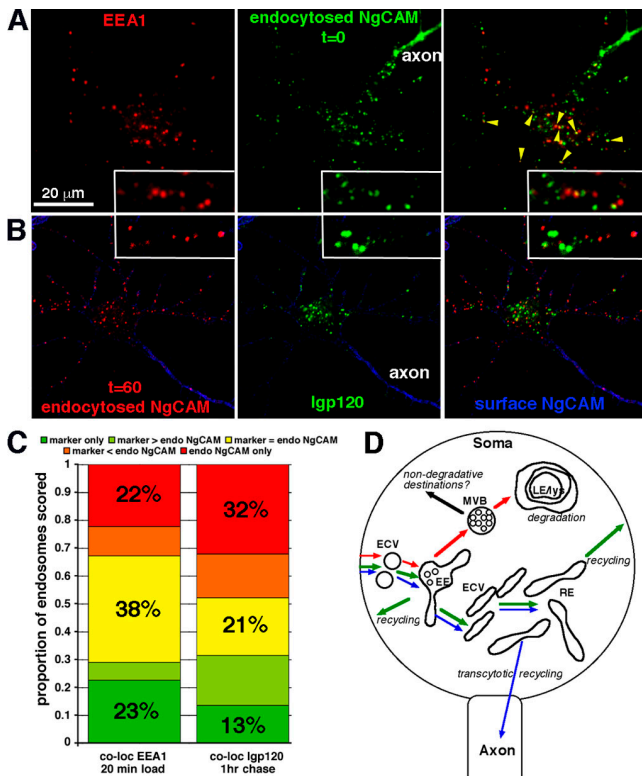 A
EEA1
endocytosed NgCAM
t=0
axon
20 μm
B
t=60
endocytosed NgCAM
lgp120
axon
surface NgCAM
C
marker only
marker > endo NgCAM
marker = endo NgCAM
marker < endo NgCAM
endo NgCAM only
proportion of endosomes scored
1
0.9
0.8
0.7
0.6
0.5
0.4
0.3
0.2
0.1
0
22%
38%
23%
32%
21%
13%
co-loc EEA1
20 min load
co-loc lgp120
1hr chase
D
Soma
non-degradative
destinations?
MVB
LE/lys
degradation
ECV
EE
recycling
ECV
RE
recycling
transcytotic recycling
Axon